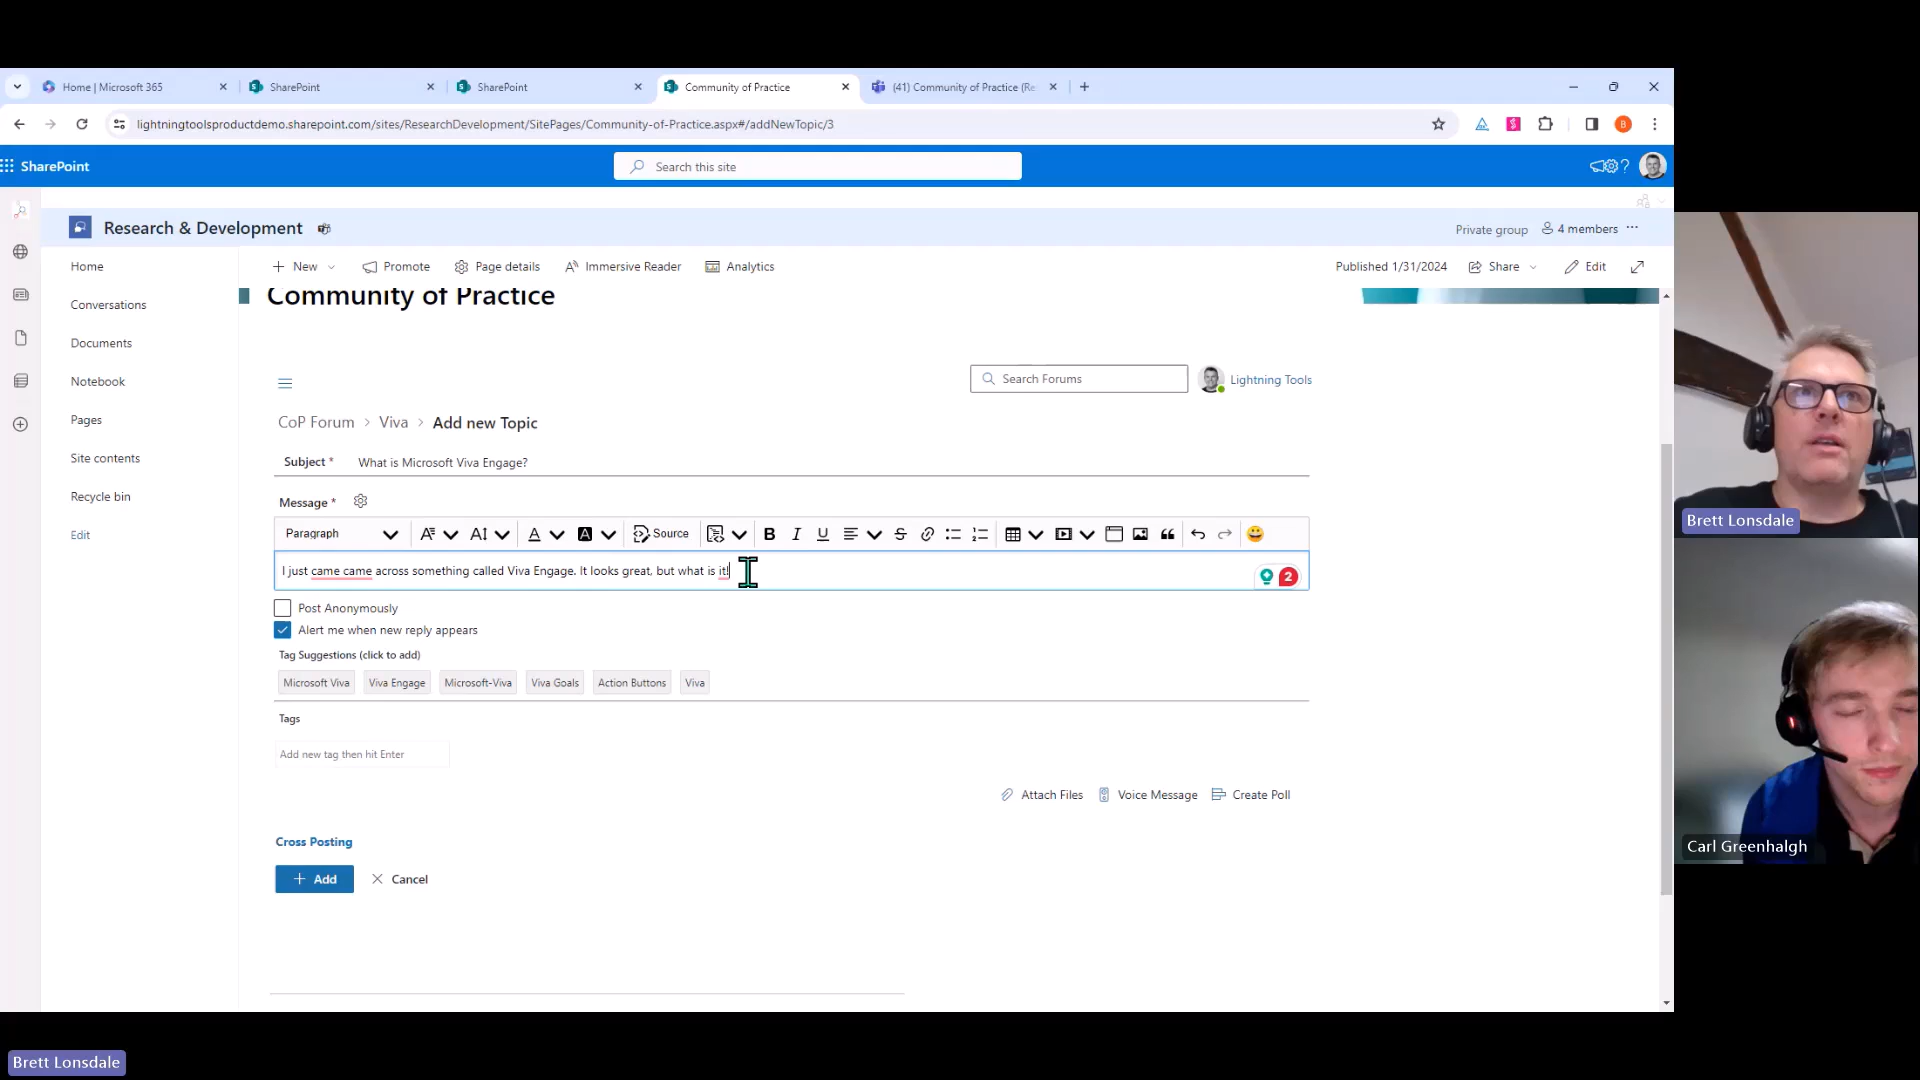 Home | Microsoft 365
SharePoint
SharePoint
Community of Practice
(41) Community of Practice (Re
lightningtoolsproductdemo.sharepoint.com/sites/ResearchDevelopment/SitePages/Community-of-Practice.aspx#/addNewTopic/3
B
SharePoint
Search this site
?
Research & Development
Private group
4 members
Home
Conversations
Documents
Notebook
Pages
Site contents
Recycle bin
Edit
New
Promote
Page details
Immersive Reader
Analytics
Published 1/31/2024
Share
Edit
Community of Practice
Search Forums
Lightning Tools
CoP Forum > Viva > Add new Topic
Subject * What is Microsoft Viva Engage?
Message *
Paragraph
Source
B I U
I just came came across something called Viva Engage. It looks great, but what is it!
2
Post Anonymously
Alert me when new reply appears
Tag Suggestions (click to add)
Microsoft Viva
Viva Engage
Microsoft-Viva
Viva Goals
Action Buttons
Viva
Tags
Add new tag then hit Enter
Attach Files
Voice Message
Create Poll
Cross Posting
Add
Cancel
Brett Lonsdale
Carl Greenhalgh
Brett Lonsdale